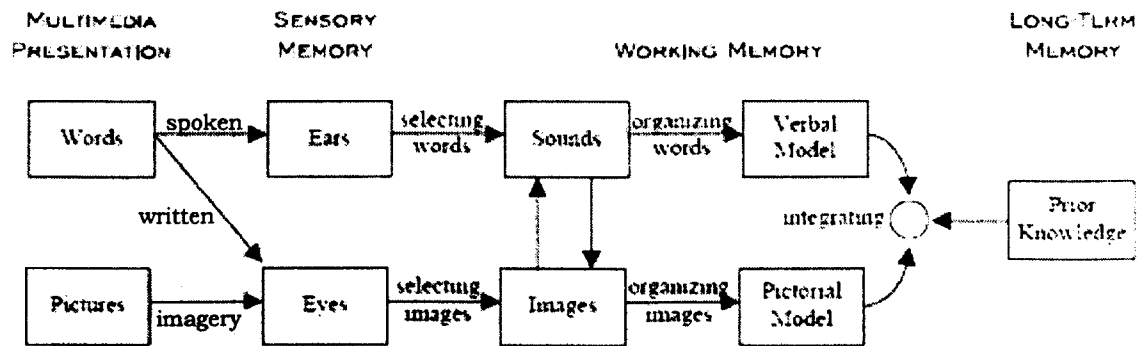 MULTIMEDIA
PRESENTATION
SENSORY
MEMORY
WORKING MEMORY
LONG-TERM
MEMORY
Words
spoken
Ears
selecting
words
Sounds
organizing
words
Verbal
Model
written
integrating
Prior
Knowledge
Pictures
imagery
Eyes
selecting
images
Images
organizing
images
Pictorial
Model